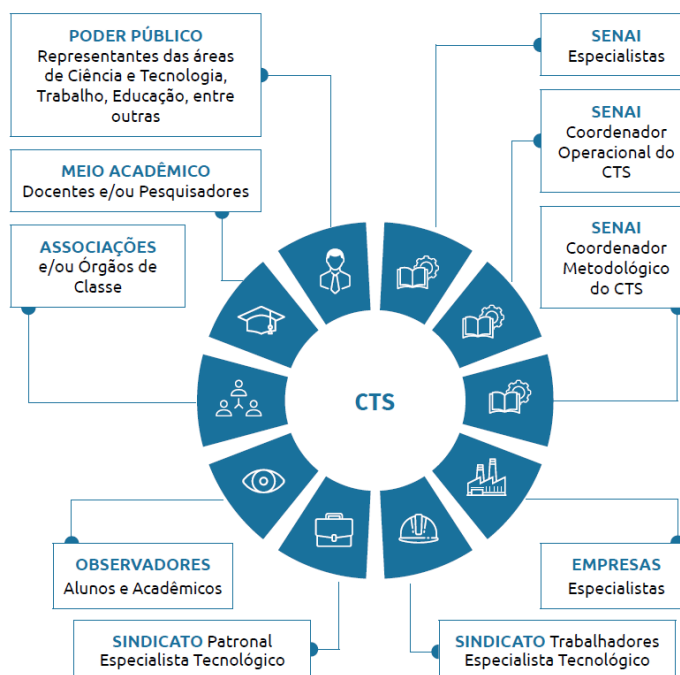 PODER PÚBLICO
Representantes das áreas
de Ciência e Tecnologia,
Trabalho, Educação, entre
outras
MEIO ACADÊMICO
Docentes e/ou Pesquisadores
ASSOCIAÇÕES
e/ou Órgãos de
Classe
SENAI
Especialistas
SENAI
Coordenador
Operacional do
CTS
SENAI
Coordenador
Metodológico
do CTS
CTS
OBSERVADORES
Alunos e Acadêmicos
EMPRESAS
Especialistas
SINDICATO Patronal
Especialista Tecnológico
SINDICATO Trabalhadores
Especialista Tecnológico